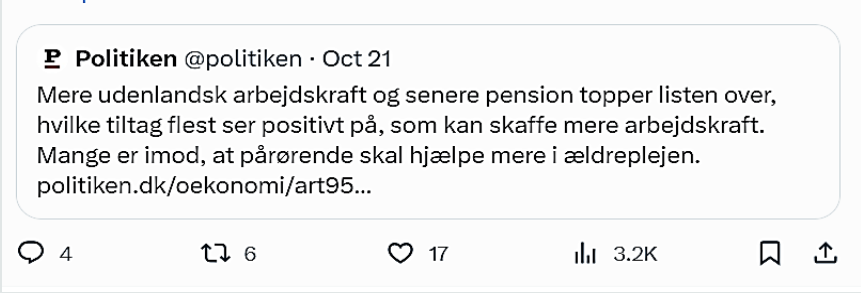 Politiken @politiken · Oct 21
Mere udenlandsk arbejdskraft og senere pension topper listen over,
hvilke tiltag flest ser positivt på, som kan skaffe mere arbejdskraft.
Mange er imod, at pårørende skal hjælpe mere i ældreplejen.
politiken.dk/oekonomi/art95...
4 6 17 3.2K